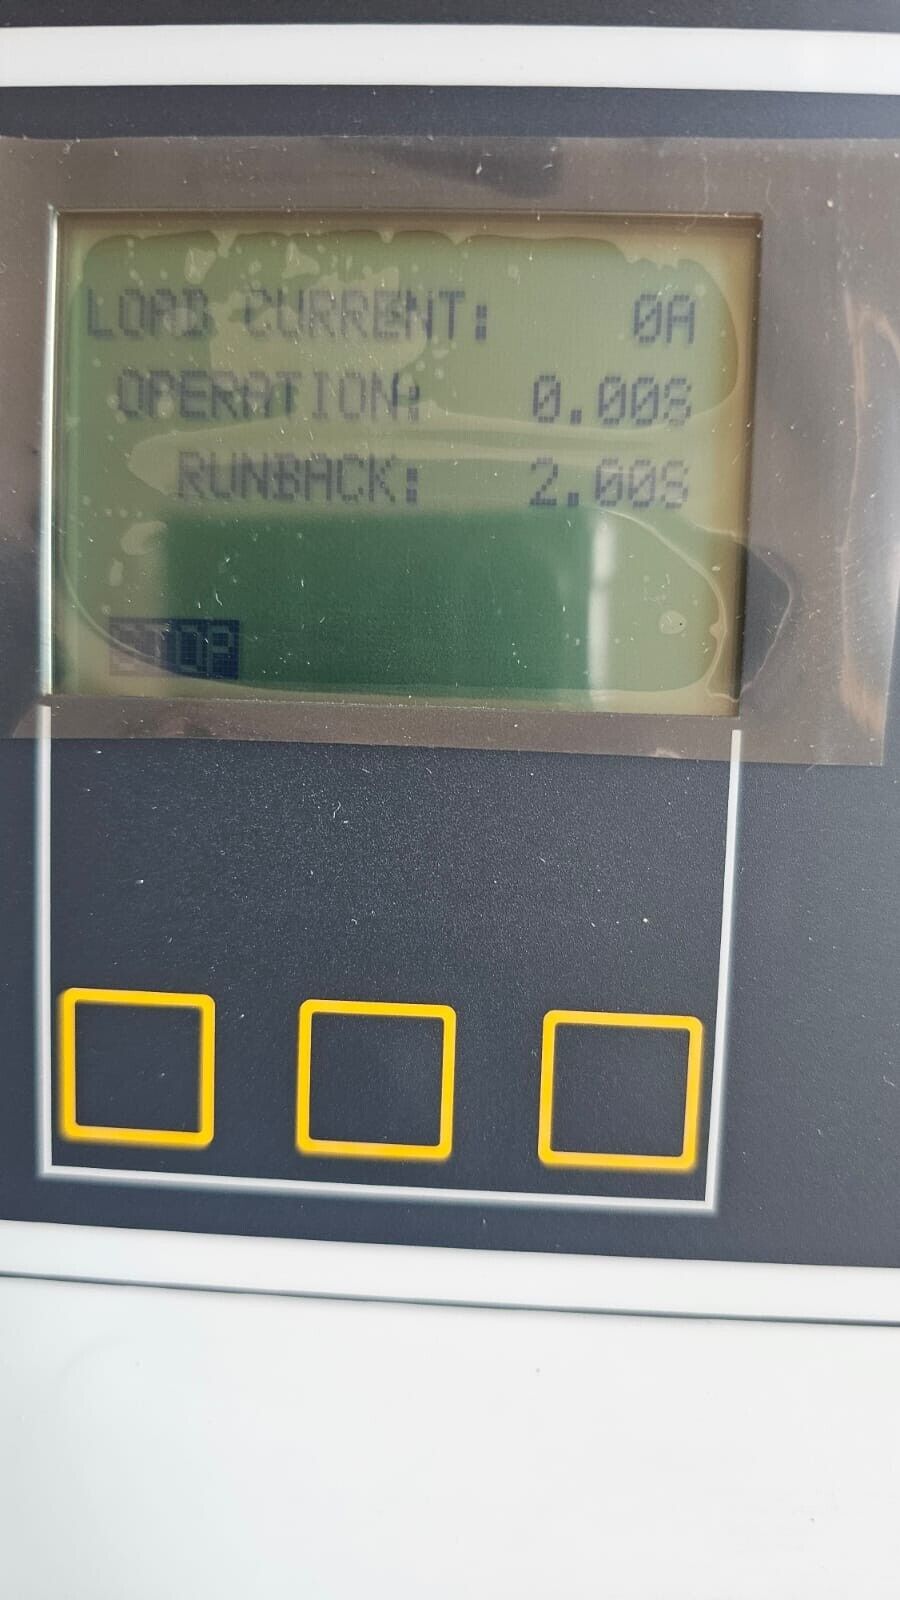 LOAD CURRENT: 0A
OPERATION: 0.00S
RUNBACK: 2.00S
STOP